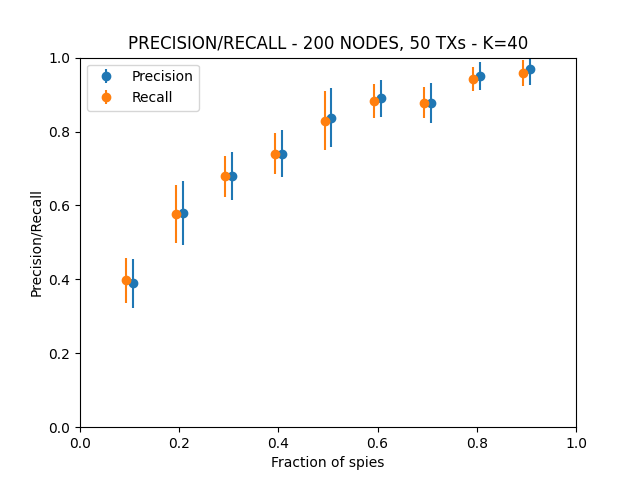 PRECISION/RECALL - 200 NODES, 50 TXs - K=40
1.0
0.8
0.6
0.4
0.2
0.0
Precision/Recall
Precision
Recall
0.0 0.2 0.4 0.6 0.8 1.0
Fraction of spies